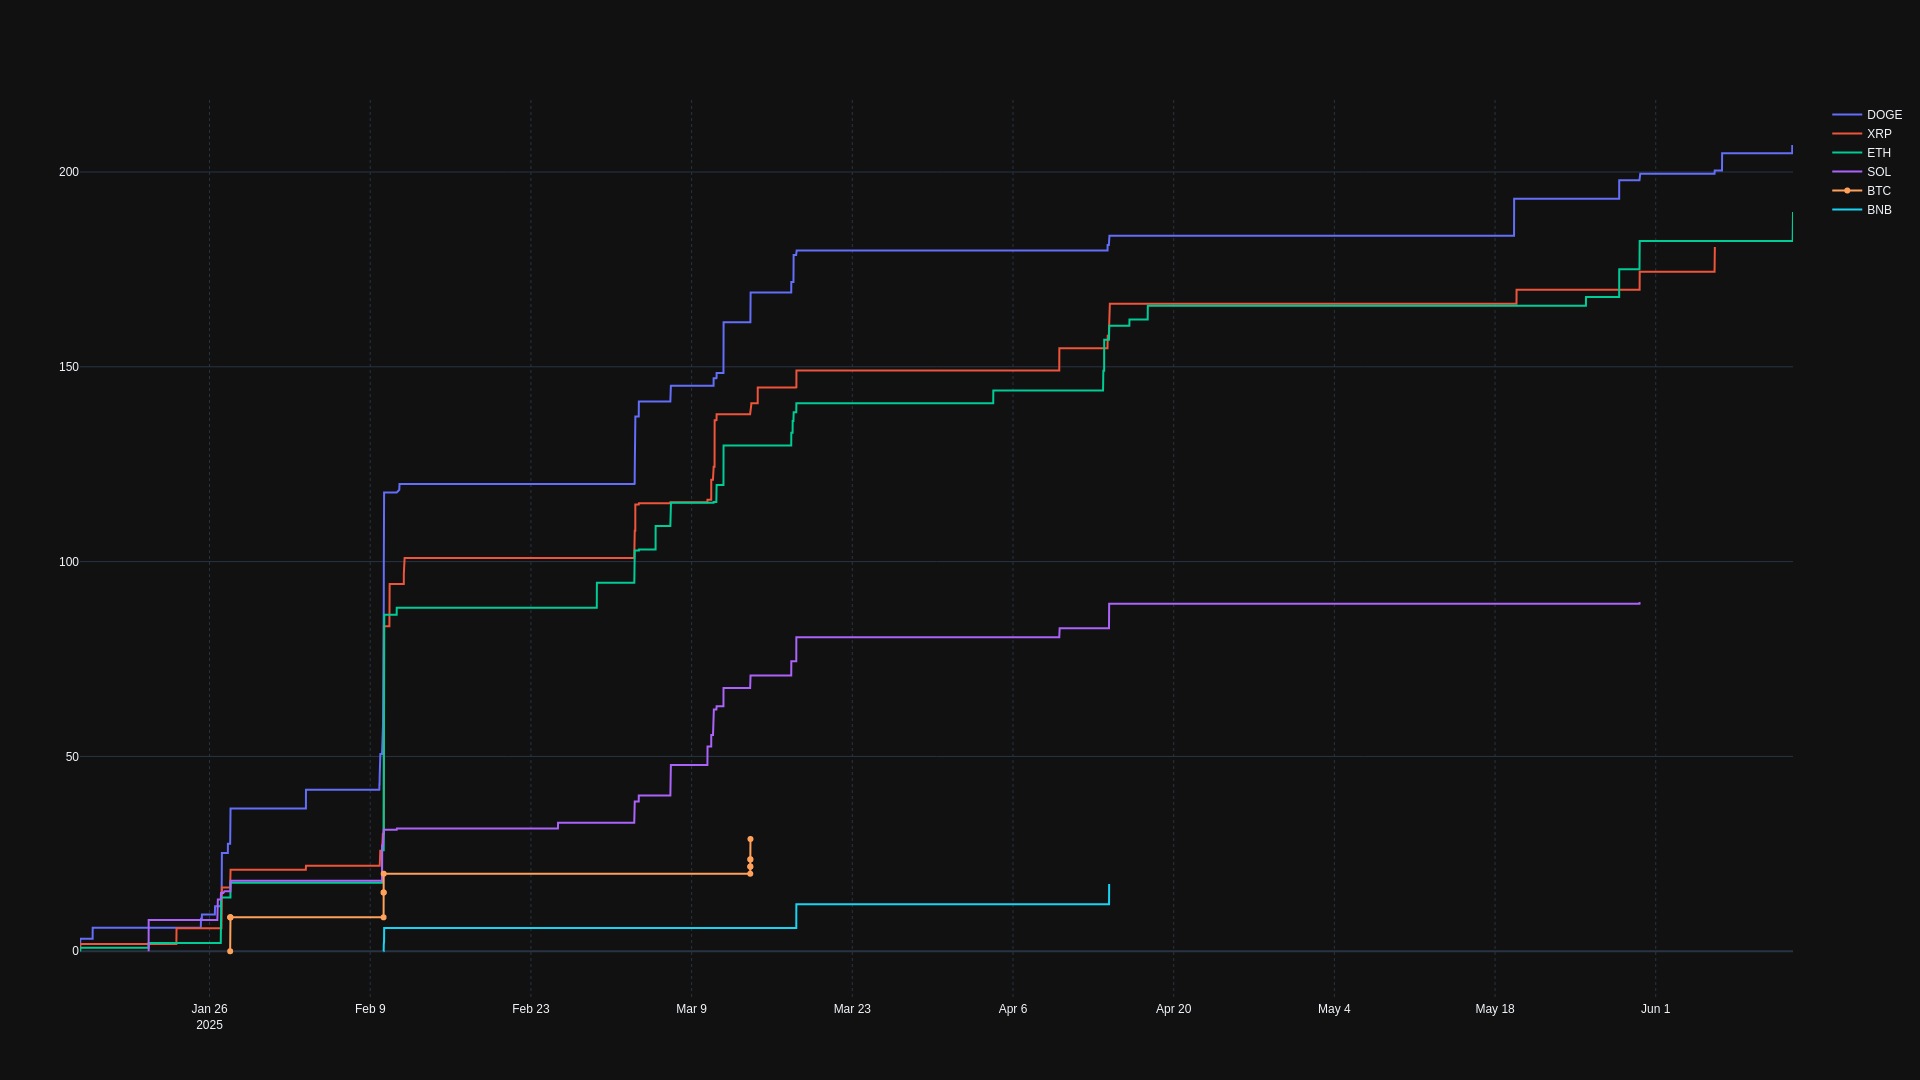 DOGE
XRP
ETH
SOL
BTC
BNB
200
150
100
50
0
Jan 26
2025
Feb 9
Feb 23
Mar 9
Mar 23
Apr 6
Apr 20
May 4
May 18
Jun 1